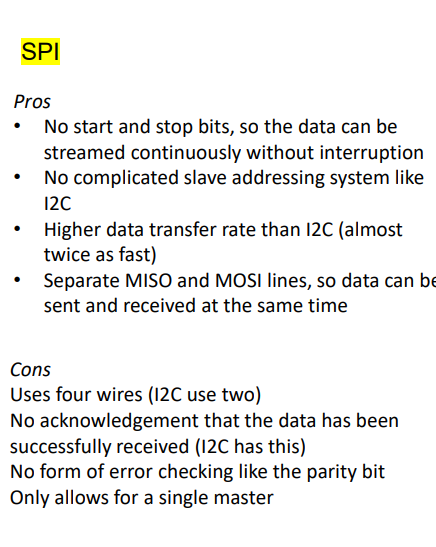 SPI
Pros
• No start and stop bits, so the data can be
streamed continuously without interruption
• No complicated slave addressing system like
I2C
• Higher data transfer rate than I2C (almost
twice as fast)
• Separate MISO and MOSI lines, so data can be
sent and received at the same time
Cons
Uses four wires (I2C use two)
No acknowledgement that the data has been
successfully received (I2C has this)
No form of error checking like the parity bit
Only allows for a single master